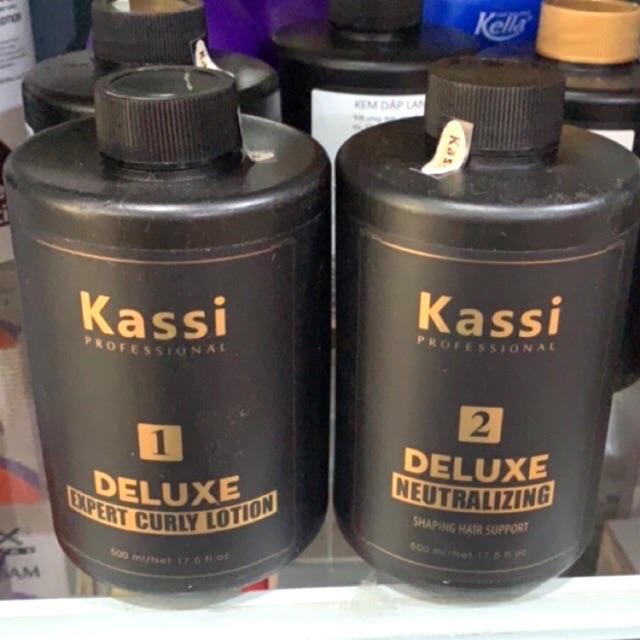 Kella
KEM DẬP LAN
Kas
Kassi
PROFESSIONAL
1
DELUXE
EXPERT CURLY LOTION
500 ml/Net 17.5 fl.oz
Kassi
PROFESSIONAL
2
DELUXE
NEUTRALIZING
SHAPING HAIR SUPPORT
500 ml/Net 17.5 fl.oz